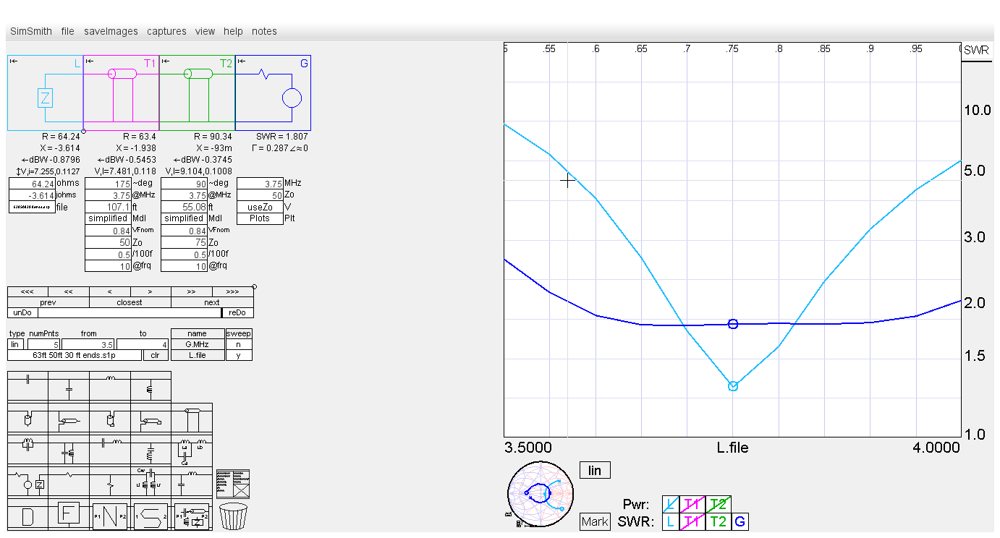 SimSmith file saveImages captures view help notes
L T1 T2 G
Z
R = 64.24 R = 63.4 R = 90.34 SWR = 1.807
X = -3.614 X = -1.938 X = -93m Γ = 0.287∠≈0
←dBW -0.8796 ←dBW -0.5453 ←dBW -0.3745
↕V,i=7.255,0.1127 V,I=7.481,0.118 V,I=9.104,0.1008
64.24 ohms 175 ~deg 90 ~deg 3.75 MHz
-3.614 johms 3.75 @MHz 3.75 @MHz 50 Zo
file 107.1 ft 55.08 ft useZo V
simplified Mdl simplified Mdl Plots Plt
0.84 VFnom 0.84 VFnom
50 Zo 75 Zo
0.5 /100f 0.5 /100f
10 @frq 10 @frq
<<< << < > >> >>>
prev closest next
unDo reDo
type numPnts from to name sweep
lin 5 3.5 4 G.MHz n
63ft 50ft 30 ft ends.s1p clr L.file y
D F P1 N P2 1 S 2 P1 P2 Z
.55 .6 .65 .7 .75 .8 .85 .9 .95 SWR
10.0
5.0
3.0
2.0
1.5
1.0
3.5000 L.file 4.0000
lin
Pwr: L T1 T2
Mark SWR: L T1 T2 G